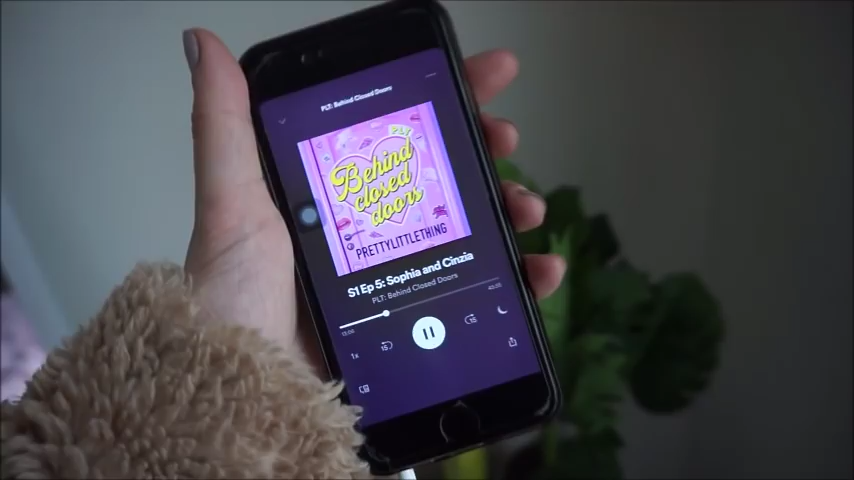 PLT: Behind Closed Doors
PLT
Behind
closed
doors
PRETTYLITTLETHING
S1 Ep 5: Sophia and Cinzia
PLT: Behind Closed Doors
1x
15
15